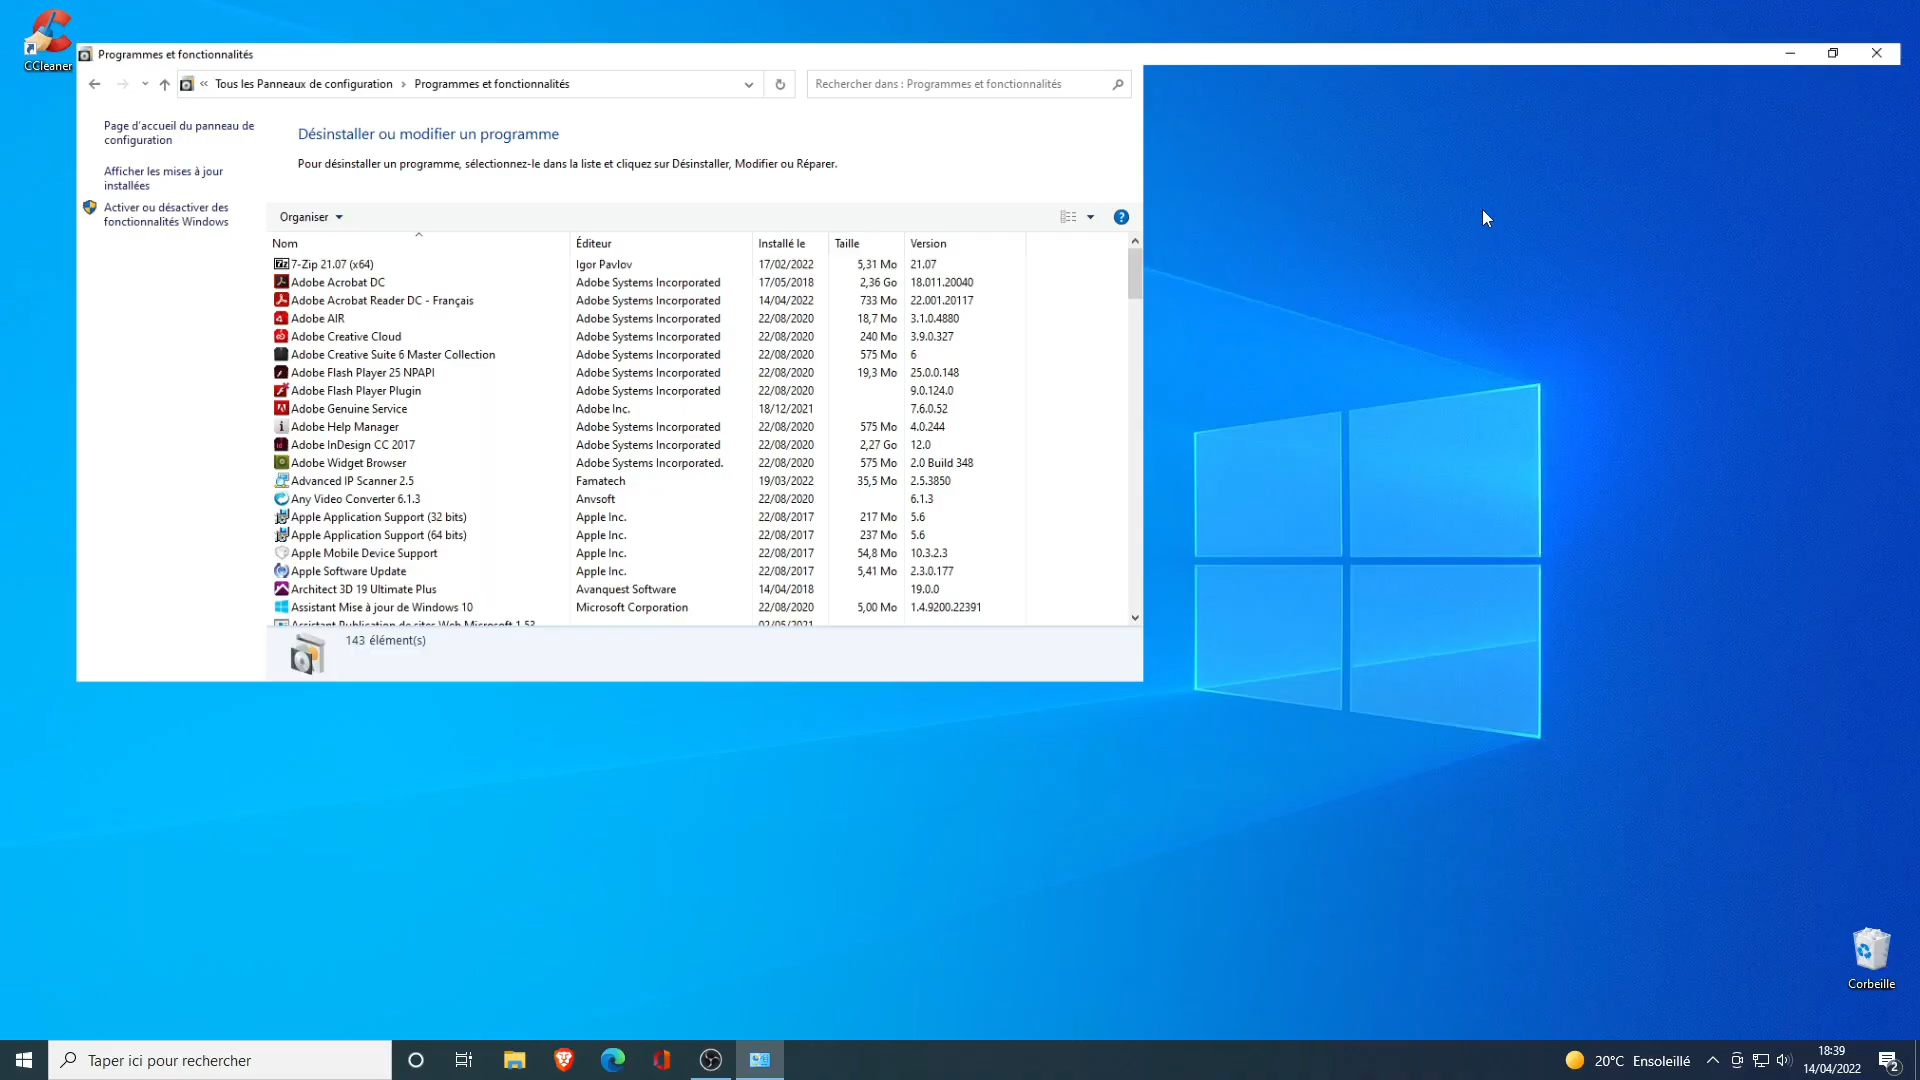 CCleaner
Programmes et fonctionnalités
« Tous les Panneaux de configuration › Programmes et fonctionnalités
Rechercher dans : Programmes et fonctionnalités
Page d'accueil du panneau de
configuration
Afficher les mises à jour
installées
Activer ou désactiver des
fonctionnalités Windows
Désinstaller ou modifier un programme
Pour désinstaller un programme, sélectionnez-le dans la liste et cliquez sur Désinstaller, Modifier ou Réparer.
Organiser
Nom Éditeur Installé le Taille Version
7-Zip 21.07 (x64) Igor Pavlov 17/02/2022 5,31 Mo 21.07
Adobe Acrobat DC Adobe Systems Incorporated 17/05/2018 2,36 Go 18.011.20040
Adobe Acrobat Reader DC - Français Adobe Systems Incorporated 14/04/2022 733 Mo 22.001.20117
Adobe AIR Adobe Systems Incorporated 22/08/2020 18,7 Mo 3.1.0.4880
Adobe Creative Cloud Adobe Systems Incorporated 22/08/2020 240 Mo 3.9.0.327
Adobe Creative Suite 6 Master Collection Adobe Systems Incorporated 22/08/2020 575 Mo 6
Adobe Flash Player 25 NPAPI Adobe Systems Incorporated 22/08/2020 19,3 Mo 25.0.0.148
Adobe Flash Player Plugin Adobe Systems Incorporated 22/08/2020 9.0.124.0
Adobe Genuine Service Adobe Inc. 18/12/2021 7.6.0.52
Adobe Help Manager Adobe Systems Incorporated 22/08/2020 575 Mo 4.0.244
Adobe InDesign CC 2017 Adobe Systems Incorporated 22/08/2020 2,27 Go 12.0
Adobe Widget Browser Adobe Systems Incorporated. 22/08/2020 575 Mo 2.0 Build 348
Advanced IP Scanner 2.5 Famatech 19/03/2022 35,5 Mo 2.5.3850
Any Video Converter 6.1.3 Anvsoft 22/08/2020 6.1.3
Apple Application Support (32 bits) Apple Inc. 22/08/2017 217 Mo 5.6
Apple Application Support (64 bits) Apple Inc. 22/08/2017 237 Mo 5.6
Apple Mobile Device Support Apple Inc. 22/08/2017 54,8 Mo 10.3.2.3
Apple Software Update Apple Inc. 22/08/2017 5,41 Mo 2.3.0.177
Architect 3D 19 Ultimate Plus Avanquest Software 14/04/2018 19.0.0
Assistant Mise à jour de Windows 10 Microsoft Corporation 22/08/2020 5,00 Mo 1.4.9200.22391
Assistant Publication de sites Web Microsoft 1.53 02/05/2021
143 élément(s)
Corbeille
Taper ici pour rechercher
20°C Ensoleillé
18:39
14/04/2022
2